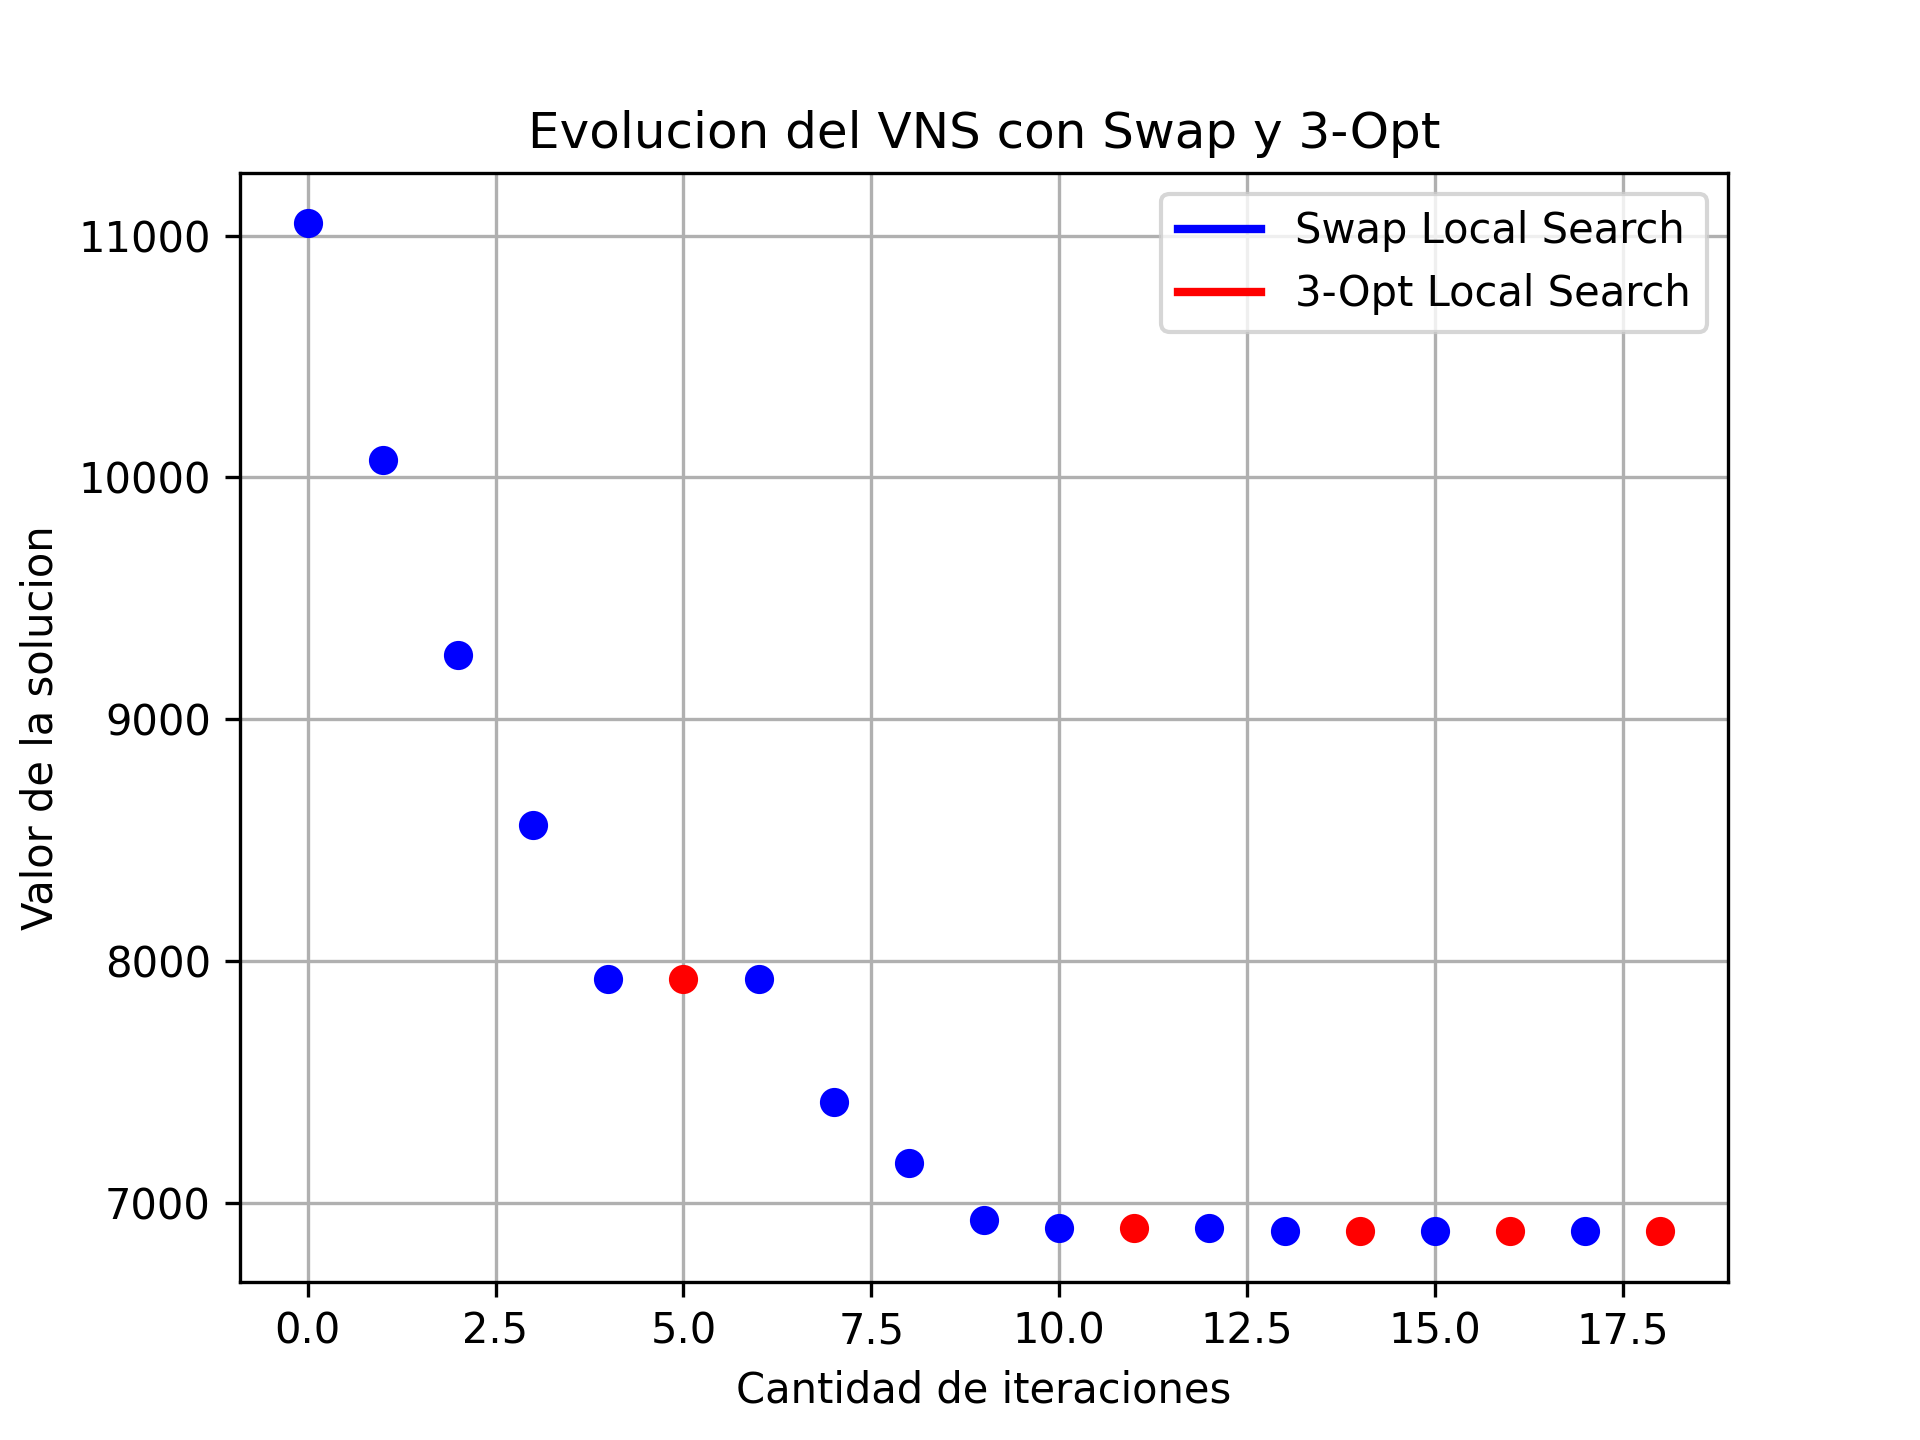 Evolucion del VNS con Swap y 3-Opt
Swap Local Search
3-Opt Local Search
Valor de la solucion
11000
10000
9000
8000
7000
0.0 2.5 5.0 7.5 10.0 12.5 15.0 17.5
Cantidad de iteraciones